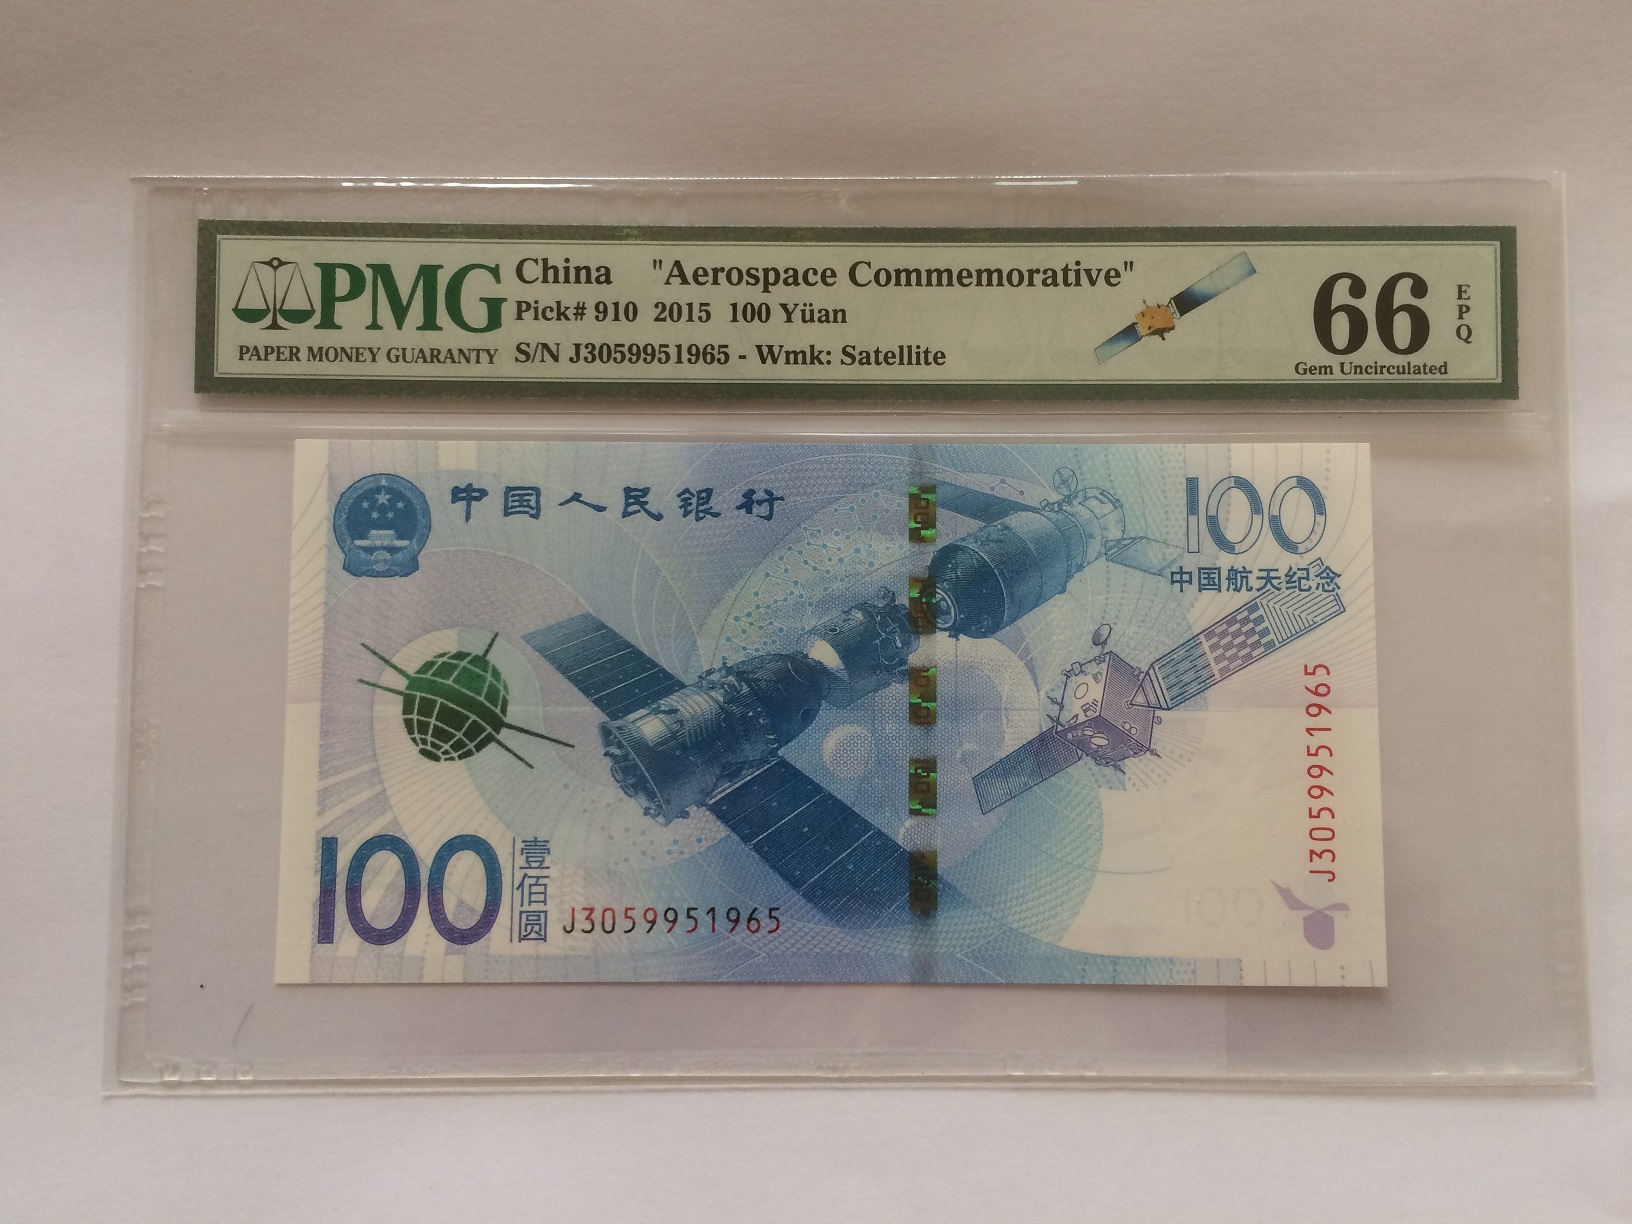 PMG
PAPER MONEY GUARANTY
China "Aerospace Commemorative"
Pick# 910 2015 100 Yüan
S/N J3059951965 - Wmk: Satellite
66
EPQ
Gem Uncirculated
中国人民银行
100
中国航天纪念
J3059951965
100
壹佰圆
J3059951965